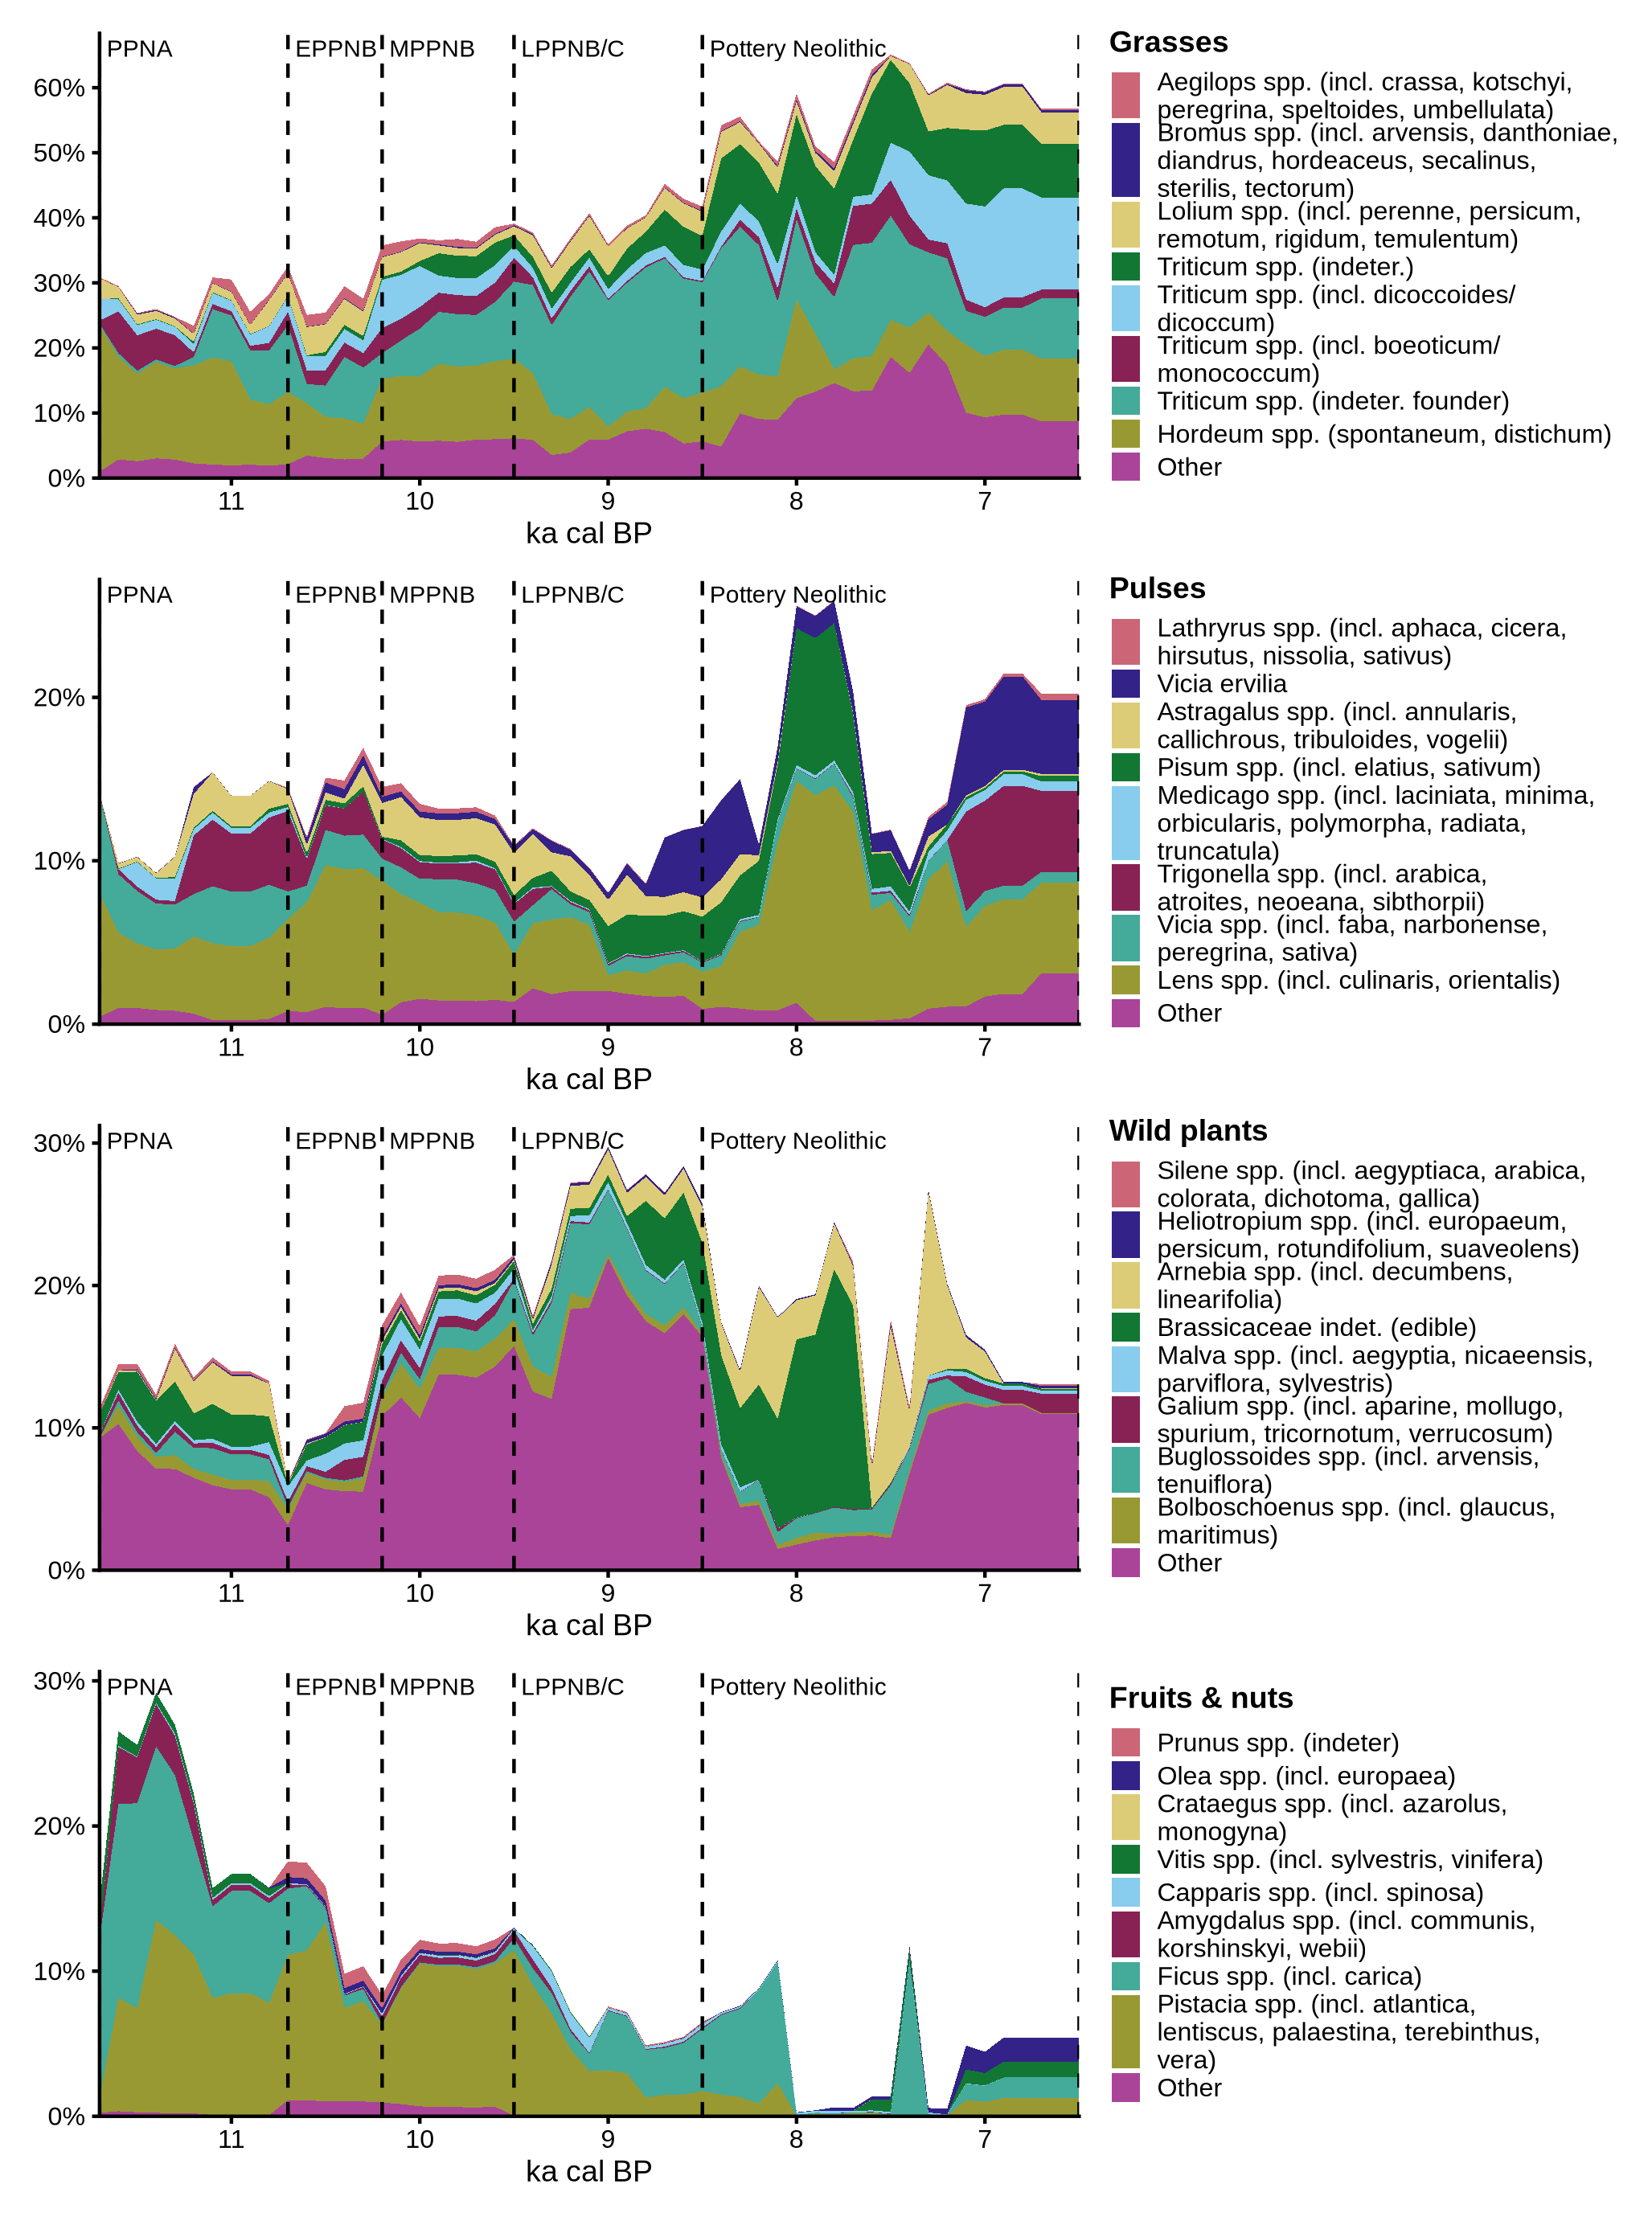 PPNA EPPNB MPPNB LPPNB/C Pottery Neolithic
60%
50%
40%
30%
20%
10%
0%
11 10 9 8 7
ka cal BP
Grasses
Aegilops spp. (incl. crassa, kotschyi,
peregrina, speltoides, umbellulata)
Bromus spp. (incl. arvensis, danthoniae,
diandrus, hordeaceus, secalinus,
sterilis, tectorum)
Lolium spp. (incl. perenne, persicum,
remotum, rigidum, temulentum)
Triticum spp. (indeter.)
Triticum spp. (incl. dicoccoides/
dicoccum)
Triticum spp. (incl. boeoticum/
monococcum)
Triticum spp. (indeter. founder)
Hordeum spp. (spontaneum, distichum)
Other
PPNA EPPNB MPPNB LPPNB/C Pottery Neolithic
20%
10%
0%
11 10 9 8 7
ka cal BP
Pulses
Lathryrus spp. (incl. aphaca, cicera,
hirsutus, nissolia, sativus)
Vicia ervilia
Astragalus spp. (incl. annularis,
callichrous, tribuloides, vogelii)
Pisum spp. (incl. elatius, sativum)
Medicago spp. (incl. laciniata, minima,
orbicularis, polymorpha, radiata,
truncatula)
Trigonella spp. (incl. arabica,
atroites, neoeana, sibthorpii)
Vicia spp. (incl. faba, narbonense,
peregrina, sativa)
Lens spp. (incl. culinaris, orientalis)
Other
PPNA EPPNB MPPNB LPPNB/C Pottery Neolithic
30%
20%
10%
0%
11 10 9 8 7
ka cal BP
Wild plants
Silene spp. (incl. aegyptiaca, arabica,
colorata, dichotoma, gallica)
Heliotropium spp. (incl. europaeum,
persicum, rotundifolium, suaveolens)
Arnebia spp. (incl. decumbens,
linearifolia)
Brassicaceae indet. (edible)
Malva spp. (incl. aegyptia, nicaeensis,
parviflora, sylvestris)
Galium spp. (incl. aparine, mollugo,
spurium, tricornotum, verrucosum)
Buglossoides spp. (incl. arvensis,
tenuiflora)
Bolboschoenus spp. (incl. glaucus,
maritimus)
Other
PPNA EPPNB MPPNB LPPNB/C Pottery Neolithic
30%
20%
10%
0%
11 10 9 8 7
ka cal BP
Fruits & nuts
Prunus spp. (indeter)
Olea spp. (incl. europaea)
Crataegus spp. (incl. azarolus,
monogyna)
Vitis spp. (incl. sylvestris, vinifera)
Capparis spp. (incl. spinosa)
Amygdalus spp. (incl. communis,
korshinskyi, webii)
Ficus spp. (incl. carica)
Pistacia spp. (incl. atlantica,
lentiscus, palaestina, terebinthus,
vera)
Other